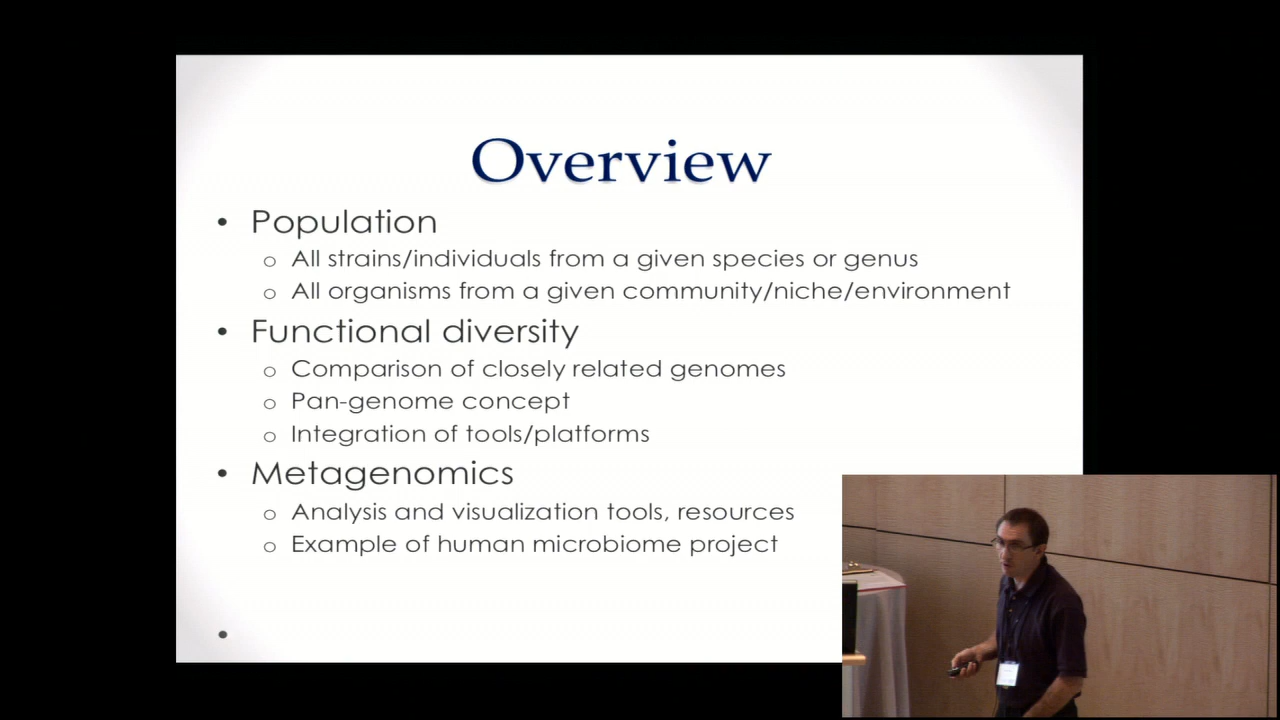 Overview
• Population
o All strains/individuals from a given species or genus
o All organisms from a given community/niche/environment
• Functional diversity
o Comparison of closely related genomes
o Pan-genome concept
o Integration of tools/platforms
• Metagenomics
o Analysis and visualization tools, resources
o Example of human microbiome project
•